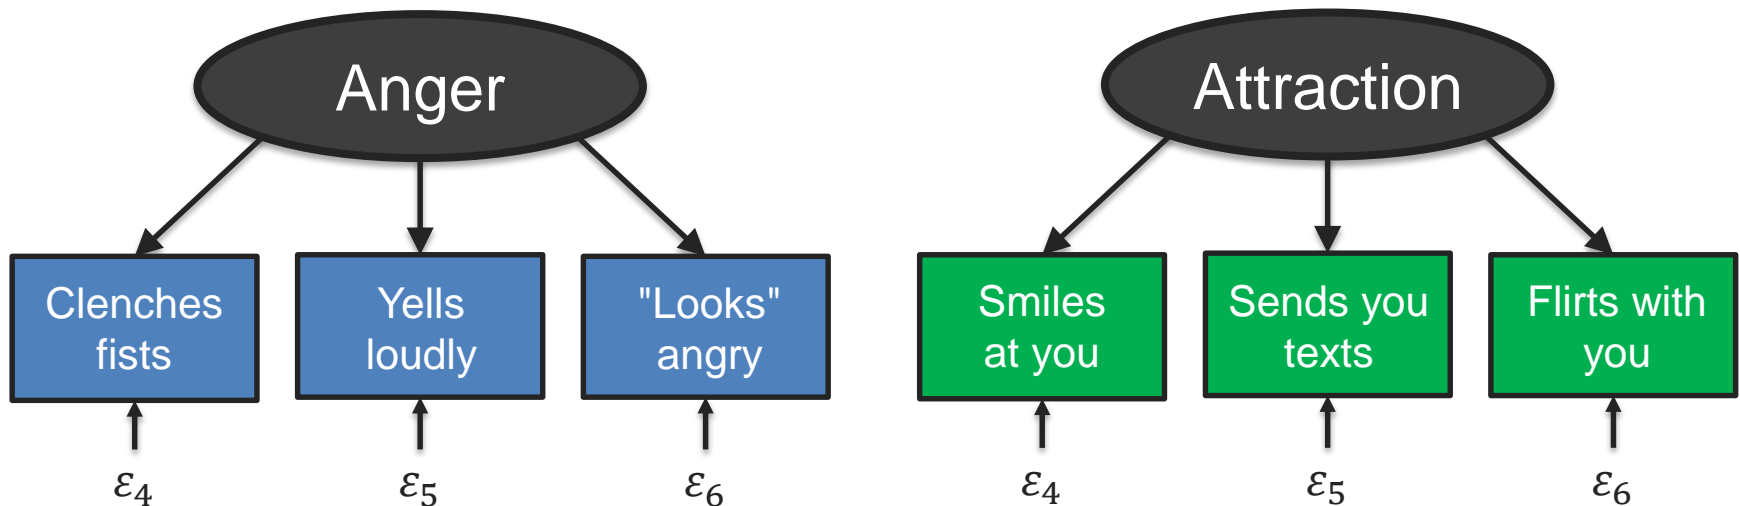 Anger
Attraction
Clenches
fists
Yells
loudly
"Looks"
angry
Smiles
at you
Sends you
texts
Flirts with
you
ε₄
ε₅
ε₆
ε₄
ε₅
ε₆